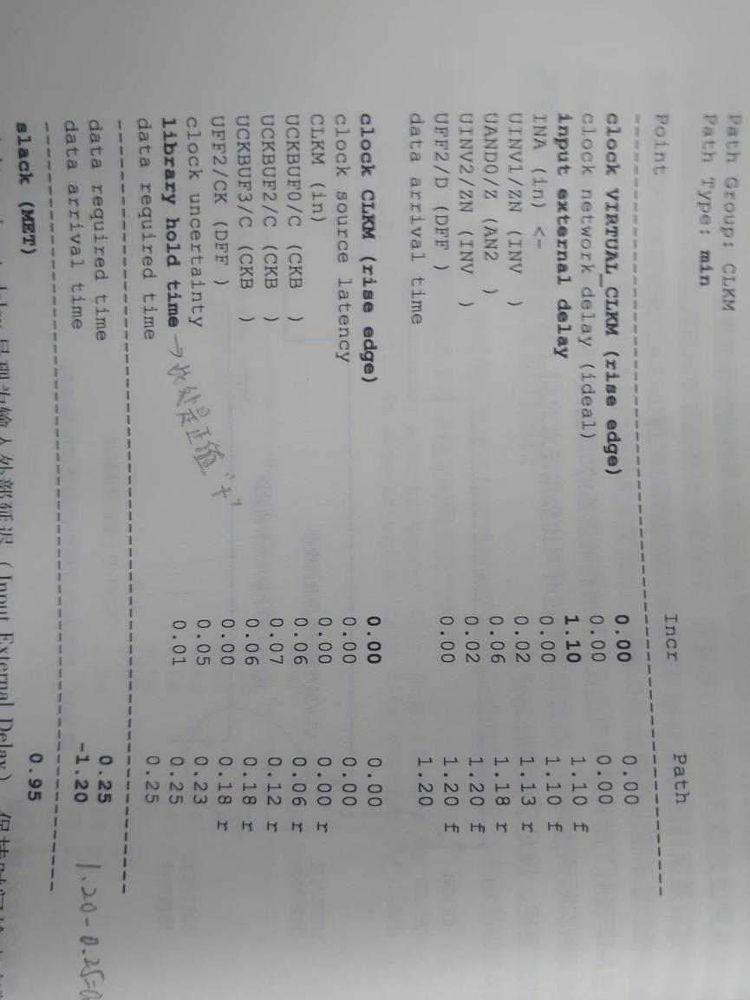 Path Group: CLKM
Path Type: min
Point Incr Path
------------------------------------------------------------
clock VIRTUAL_CLKM (rise edge) 0.00 0.00
clock network delay (ideal) 0.00 0.00
input external delay 1.10 1.10 f
INA (in) <- 0.00 1.10 f
UINV1/ZN (INV ) 0.02 1.13 r
UAND0/Z (AN2 ) 0.06 1.18 r
UINV2/ZN (INV ) 0.02 1.20 f
UFF2/D (DFF ) 0.00 1.20 f
data arrival time 1.20
clock CLKM (rise edge) 0.00 0.00
clock source latency 0.00 0.00
CLKM (in) 0.00 0.00 r
UCKBUF0/C (CKB ) 0.06 0.06 r
UCKBUF2/C (CKB ) 0.07 0.12 r
UCKBUF3/C (CKB ) 0.06 0.18 r
UFF2/CK (DFF ) 0.00 0.18 r
clock uncertainty 0.05 0.23
library hold time → 此处是正值 "+" 0.01 0.25
data required time 0.25
------------------------------------------------------------
data required time 0.25
data arrival time -1.20 1.20-0.25=0
------------------------------------------------------------
slack (MET) 0.95
delay 呈现为输入外部延迟 (Input External Delay)